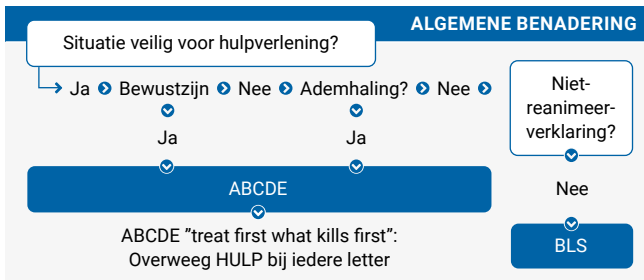 ALGEMENE BENADERING
Situatie veilig voor hulpverlening?
Ja Bewustzijn Nee Ademhaling? Nee
Niet-
reanimeer-
verklaring?
Ja Ja
ABCDE
Nee
ABCDE ”treat first what kills first”:
Overweeg HULP bij iedere letter
BLS